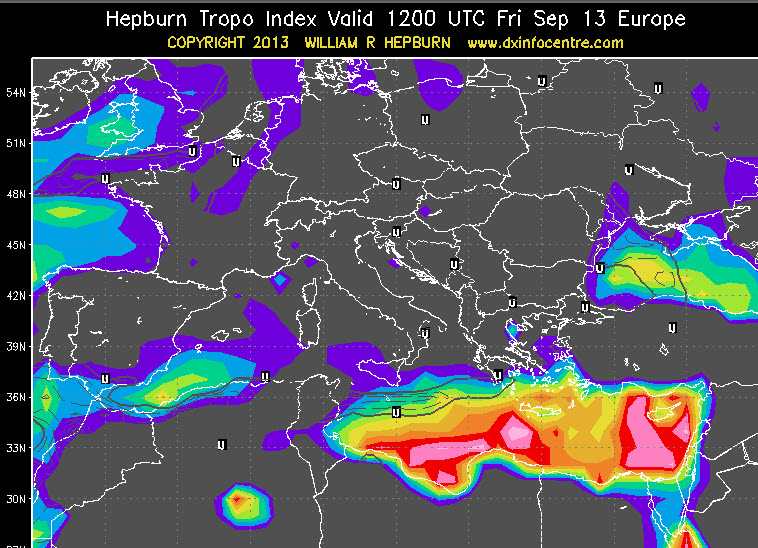 Hepburn Tropo Index Valid 1200 UTC Fri Sep 13 Europe
COPYRIGHT 2013 WILLIAM R HEPBURN www.dxinfocentre.com
54N
U U
U
51N
U
U
U
U
48N
U
45N
U
U
U
42N
U
U
U
39N
U
U
U
U
36N
U
33N
U
30N